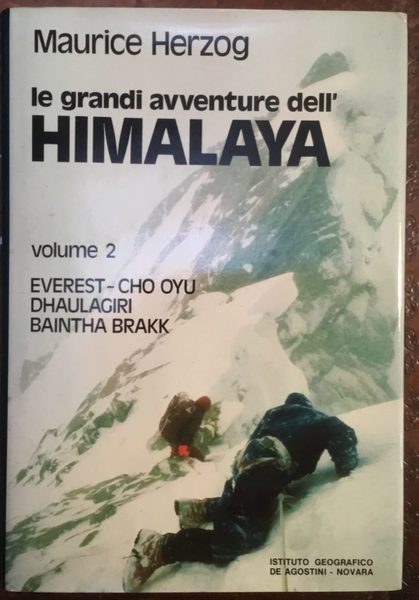 Maurice Herzog
le grandi avventure dell'
HIMALAYA
volume 2
EVEREST-CHO OYU
DHAULAGIRI
BAINTHA BRAKK
ISTITUTO GEOGRAFICO
DE AGOSTINI - NOVARA